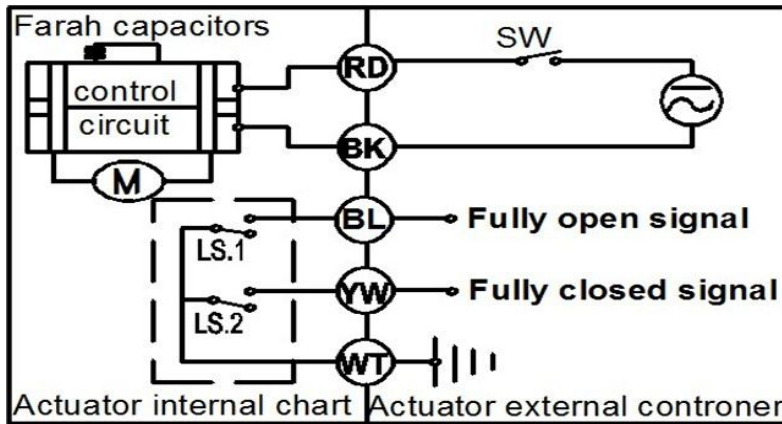 Farah capacitors
control
circuit
M
RD
SW
BK
BL
Fully open signal
LS.1
YW
Fully closed signal
LS.2
WT
Actuator internal chart
Actuator external controner